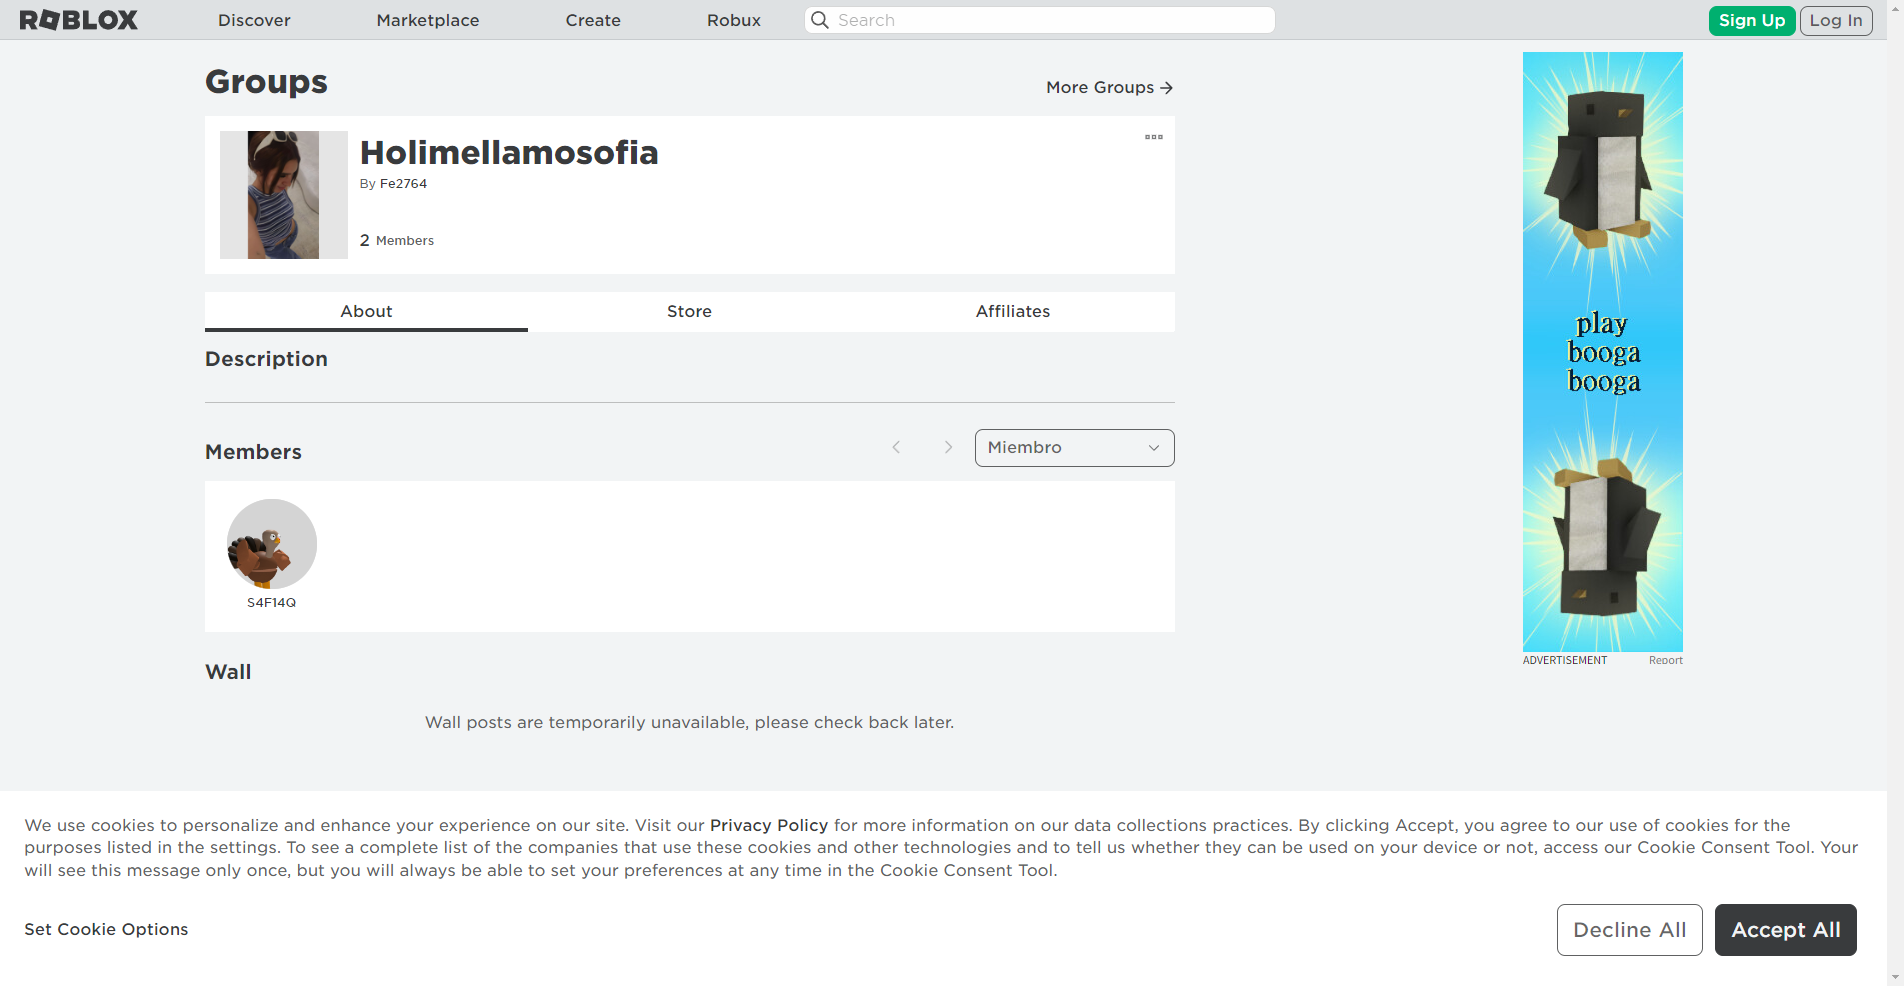 ROBLOX
Discover
Marketplace
Create
Robux
Search
Sign Up
Log In
Groups
More Groups
Holimellamosofia
By Fe2764
2 Members
About
Store
Affiliates
Description
Members
Miembro
S4F14Q
Wall
Wall posts are temporarily unavailable, please check back later.
play
booga
booga
ADVERTISEMENT
Report
We use cookies to personalize and enhance your experience on our site. Visit our Privacy Policy for more information on our data collections practices. By clicking Accept, you agree to our use of cookies for the
purposes listed in the settings. To see a complete list of the companies that use these cookies and other technologies and to tell us whether they can be used on your device or not, access our Cookie Consent Tool. Your
will see this message only once, but you will always be able to set your preferences at any time in the Cookie Consent Tool.
Set Cookie Options
Decline All
Accept All